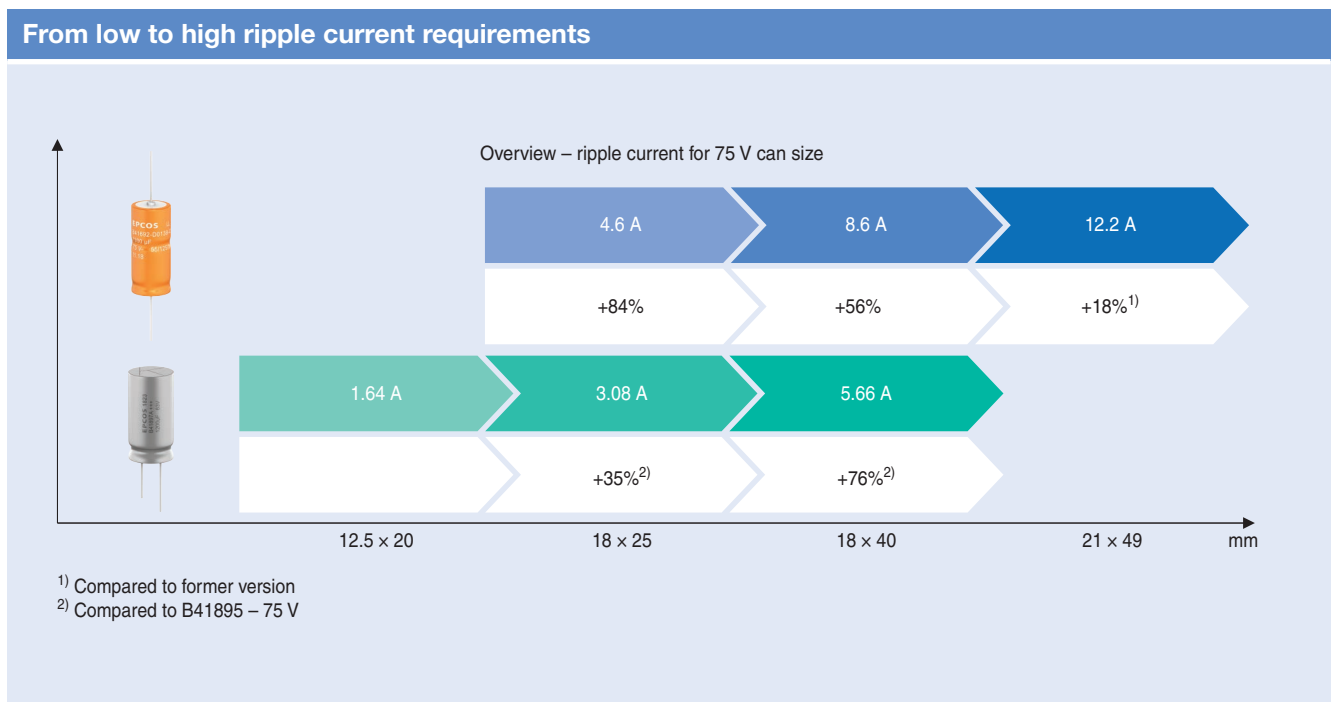 From low to high ripple current requirements
Overview – ripple current for 75 V can size
EPCOS
4.6 A
8.6 A
12.2 A
+84%
+56%
+18%1)
EPCOS
1.64 A
3.08 A
5.66 A
+35%2)
+76%2)
12.5 × 20
18 × 25
18 × 40
21 × 49
mm
1) Compared to former version
2) Compared to B41895 – 75 V